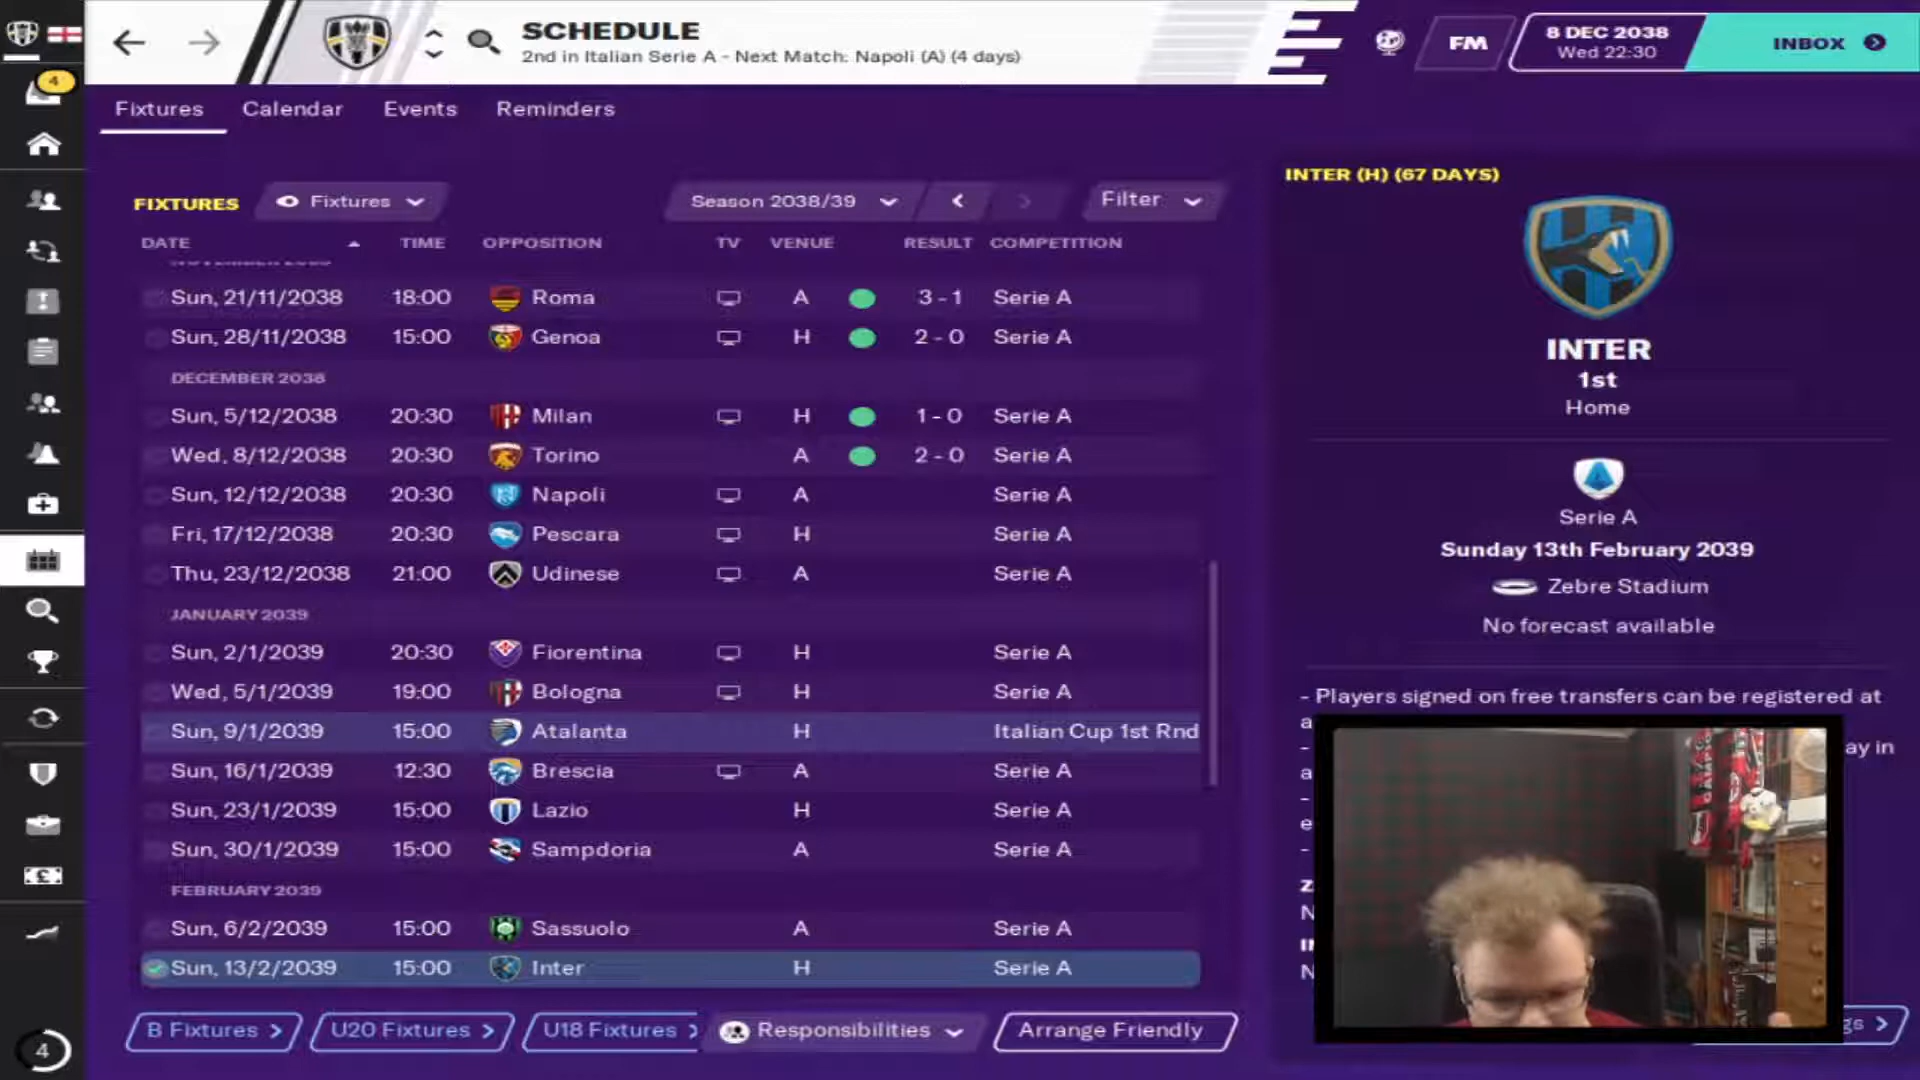 SCHEDULE
2nd in Italian Serie A - Next Match: Napoli (A) (4 days)
FM
8 DEC 2038
Wed 22:30
INBOX
4
Fixtures Calendar Events Reminders
FIXTURES Fixtures Season 2038/39 Filter
DATE TIME OPPOSITION TV VENUE RESULT COMPETITION
Sun, 21/11/2038 18:00 Roma A 3 - 1 Serie A
Sun, 28/11/2038 15:00 Genoa H 2 - 0 Serie A
DECEMBER 2038
Sun, 5/12/2038 20:30 Milan H 1 - 0 Serie A
Wed, 8/12/2038 20:30 Torino A 2 - 0 Serie A
Sun, 12/12/2038 20:30 Napoli A Serie A
Fri, 17/12/2038 20:30 Pescara H Serie A
Thu, 23/12/2038 21:00 Udinese A Serie A
JANUARY 2039
Sun, 2/1/2039 20:30 Fiorentina H Serie A
Wed, 5/1/2039 19:00 Bologna H Serie A
Sun, 9/1/2039 15:00 Atalanta H Italian Cup 1st Rnd
Sun, 16/1/2039 12:30 Brescia A Serie A
Sun, 23/1/2039 15:00 Lazio H Serie A
Sun, 30/1/2039 15:00 Sampdoria A Serie A
FEBRUARY 2039
Sun, 6/2/2039 15:00 Sassuolo A Serie A
Sun, 13/2/2039 15:00 Inter H Serie A
B Fixtures U20 Fixtures U18 Fixtures Responsibilities Arrange Friendly
4
INTER (H) (67 DAYS)
INTER
1st
Home
Serie A
Sunday 13th February 2039
Zebre Stadium
No forecast available
- Players signed on free transfers can be registered at